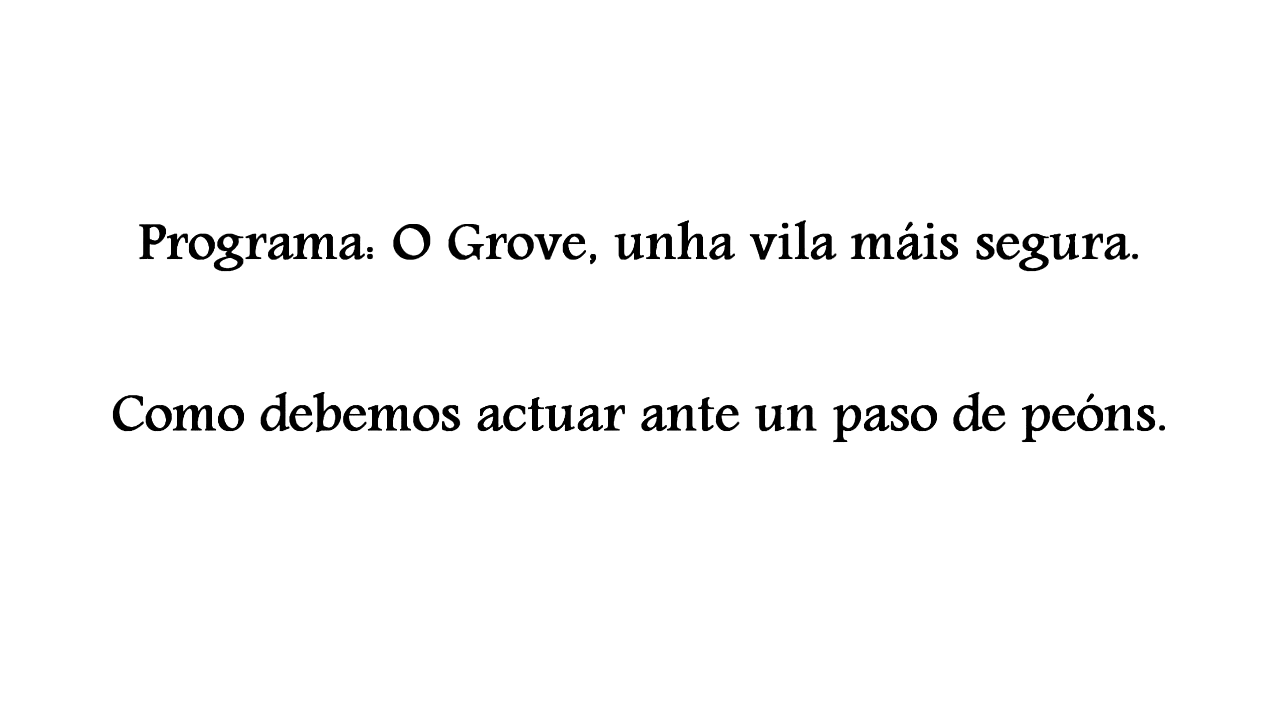 Programa: O Grove, unha vila máis segura.
Como debemos actuar ante un paso de peóns.